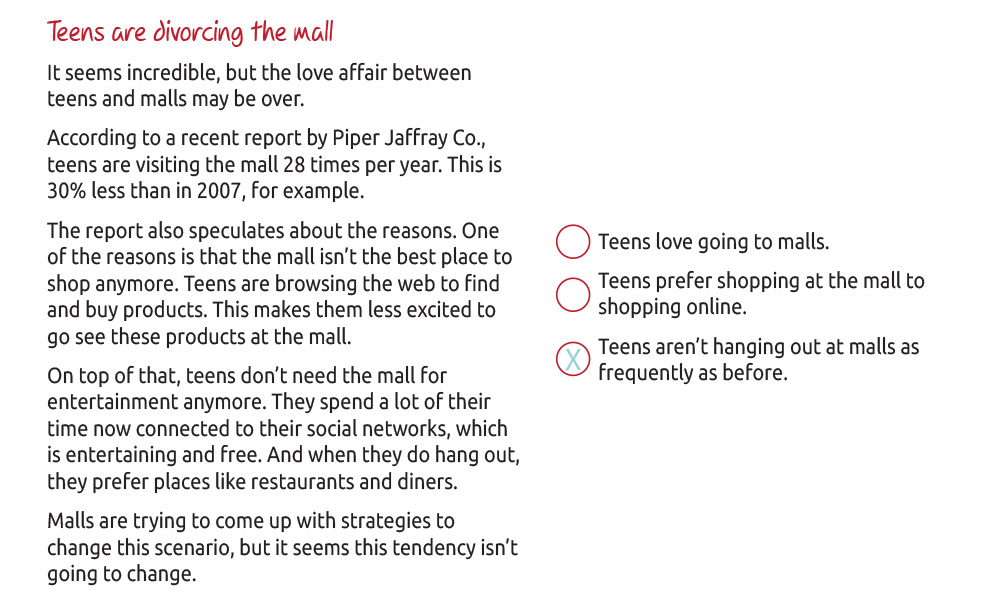 Teens are divorcing the mall
It seems incredible, but the love affair between
teens and malls may be over.
According to a recent report by Piper Jaffray Co.,
teens are visiting the mall 28 times per year. This is
30% less than in 2007, for example.
The report also speculates about the reasons. One
of the reasons is that the mall isn’t the best place to
shop anymore. Teens are browsing the web to find
and buy products. This makes them less excited to
go see these products at the mall.
On top of that, teens don’t need the mall for
entertainment anymore. They spend a lot of their
time now connected to their social networks, which
is entertaining and free. And when they do hang out,
they prefer places like restaurants and diners.
Malls are trying to come up with strategies to
change this scenario, but it seems this tendency isn’t
going to change.
Teens love going to malls.
Teens prefer shopping at the mall to
shopping online.
X Teens aren’t hanging out at malls as
frequently as before.